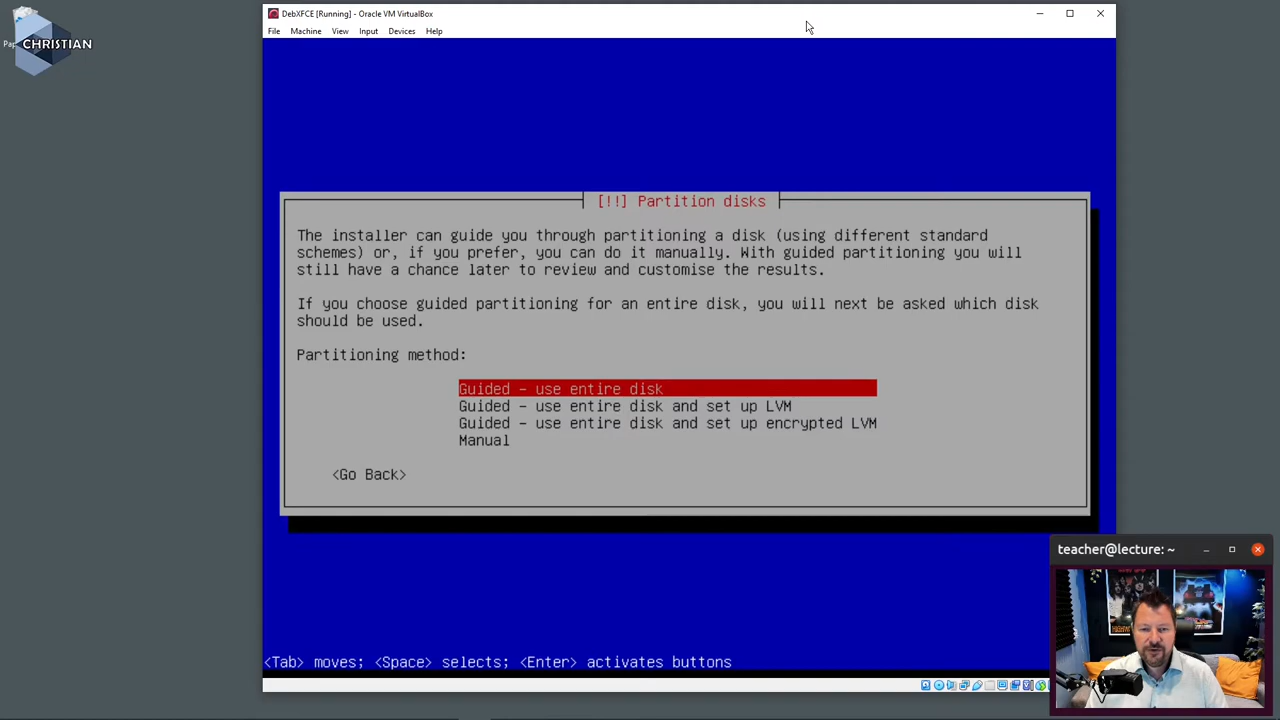 DebXFCE [Running] - Oracle VM VirtualBox
File Machine View Input Devices Help
CHRISTIAN
[!!] Partition disks
The installer can guide you through partitioning a disk (using different standard
schemes) or, if you prefer, you can do it manually. With guided partitioning you will
still have a chance later to review and customise the results.
If you choose guided partitioning for an entire disk, you will next be asked which disk
should be used.
Partitioning method:
Guided - use entire disk
Guided - use entire disk and set up LVM
Guided - use entire disk and set up encrypted LVM
Manual
<Go Back>
teacher@lecture: ~
<Tab> moves; <Space> selects; <Enter> activates buttons